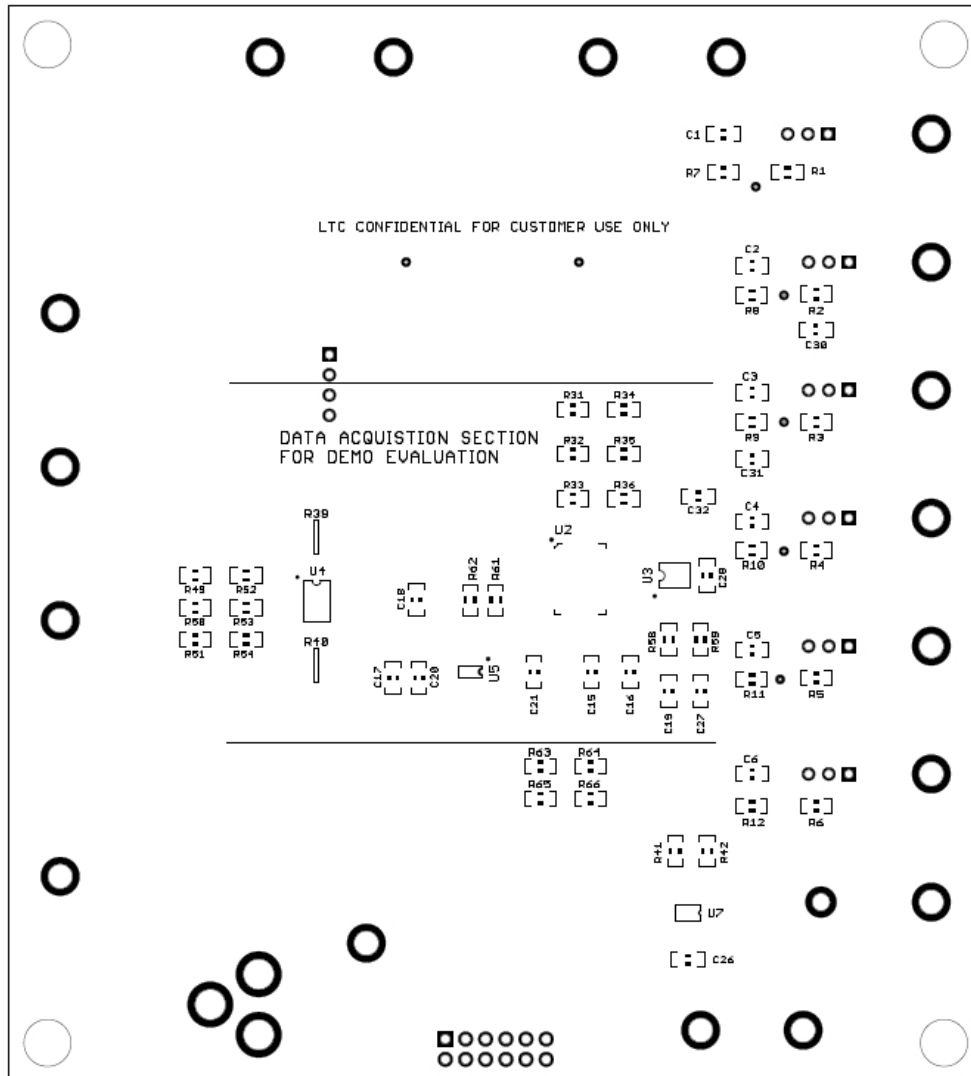 C1
R7
R1
LTC CONFIDENTIAL FOR CUSTOMER USE ONLY
C2
R8
R2
C30
C3
R31
R34
R9
R3
DATA ACQUISTION SECTION
FOR DEMO EVALUATION
R32
R35
C31
R33
R36
C32
C4
R39
U2
R10
R4
U4
R62
R61
U3
C28
R49
R52
C18
R50
R53
R51
R54
R40
R58
R59
C5
C17
C20
U5
C21
C15
C16
C19
C27
R11
R5
R63
R64
C6
R65
R66
R12
R6
R41
R42
U7
C26